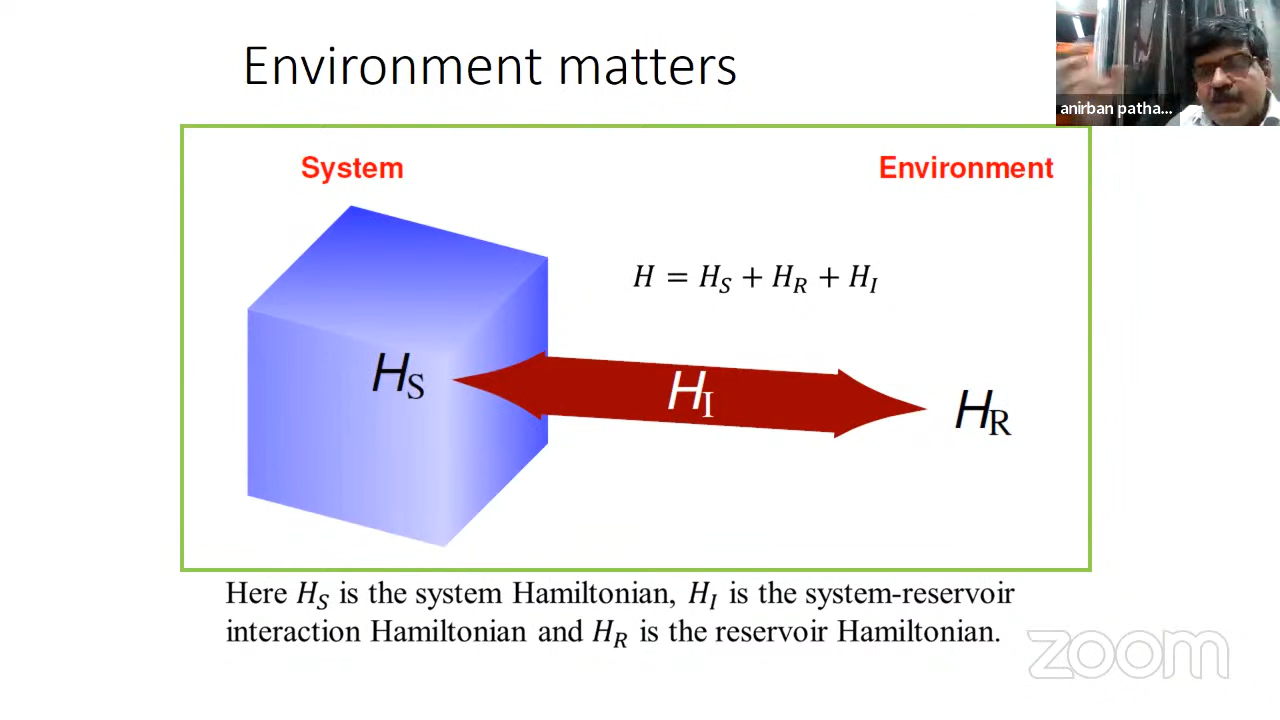 Environment matters
anirban patha...
System
Environment
H = H_S + H_R + H_I
H_S
H_I
H_R
Here H_S is the system Hamiltonian, H_I is the system-reservoir
interaction Hamiltonian and H_R is the reservoir Hamiltonian.
zoom